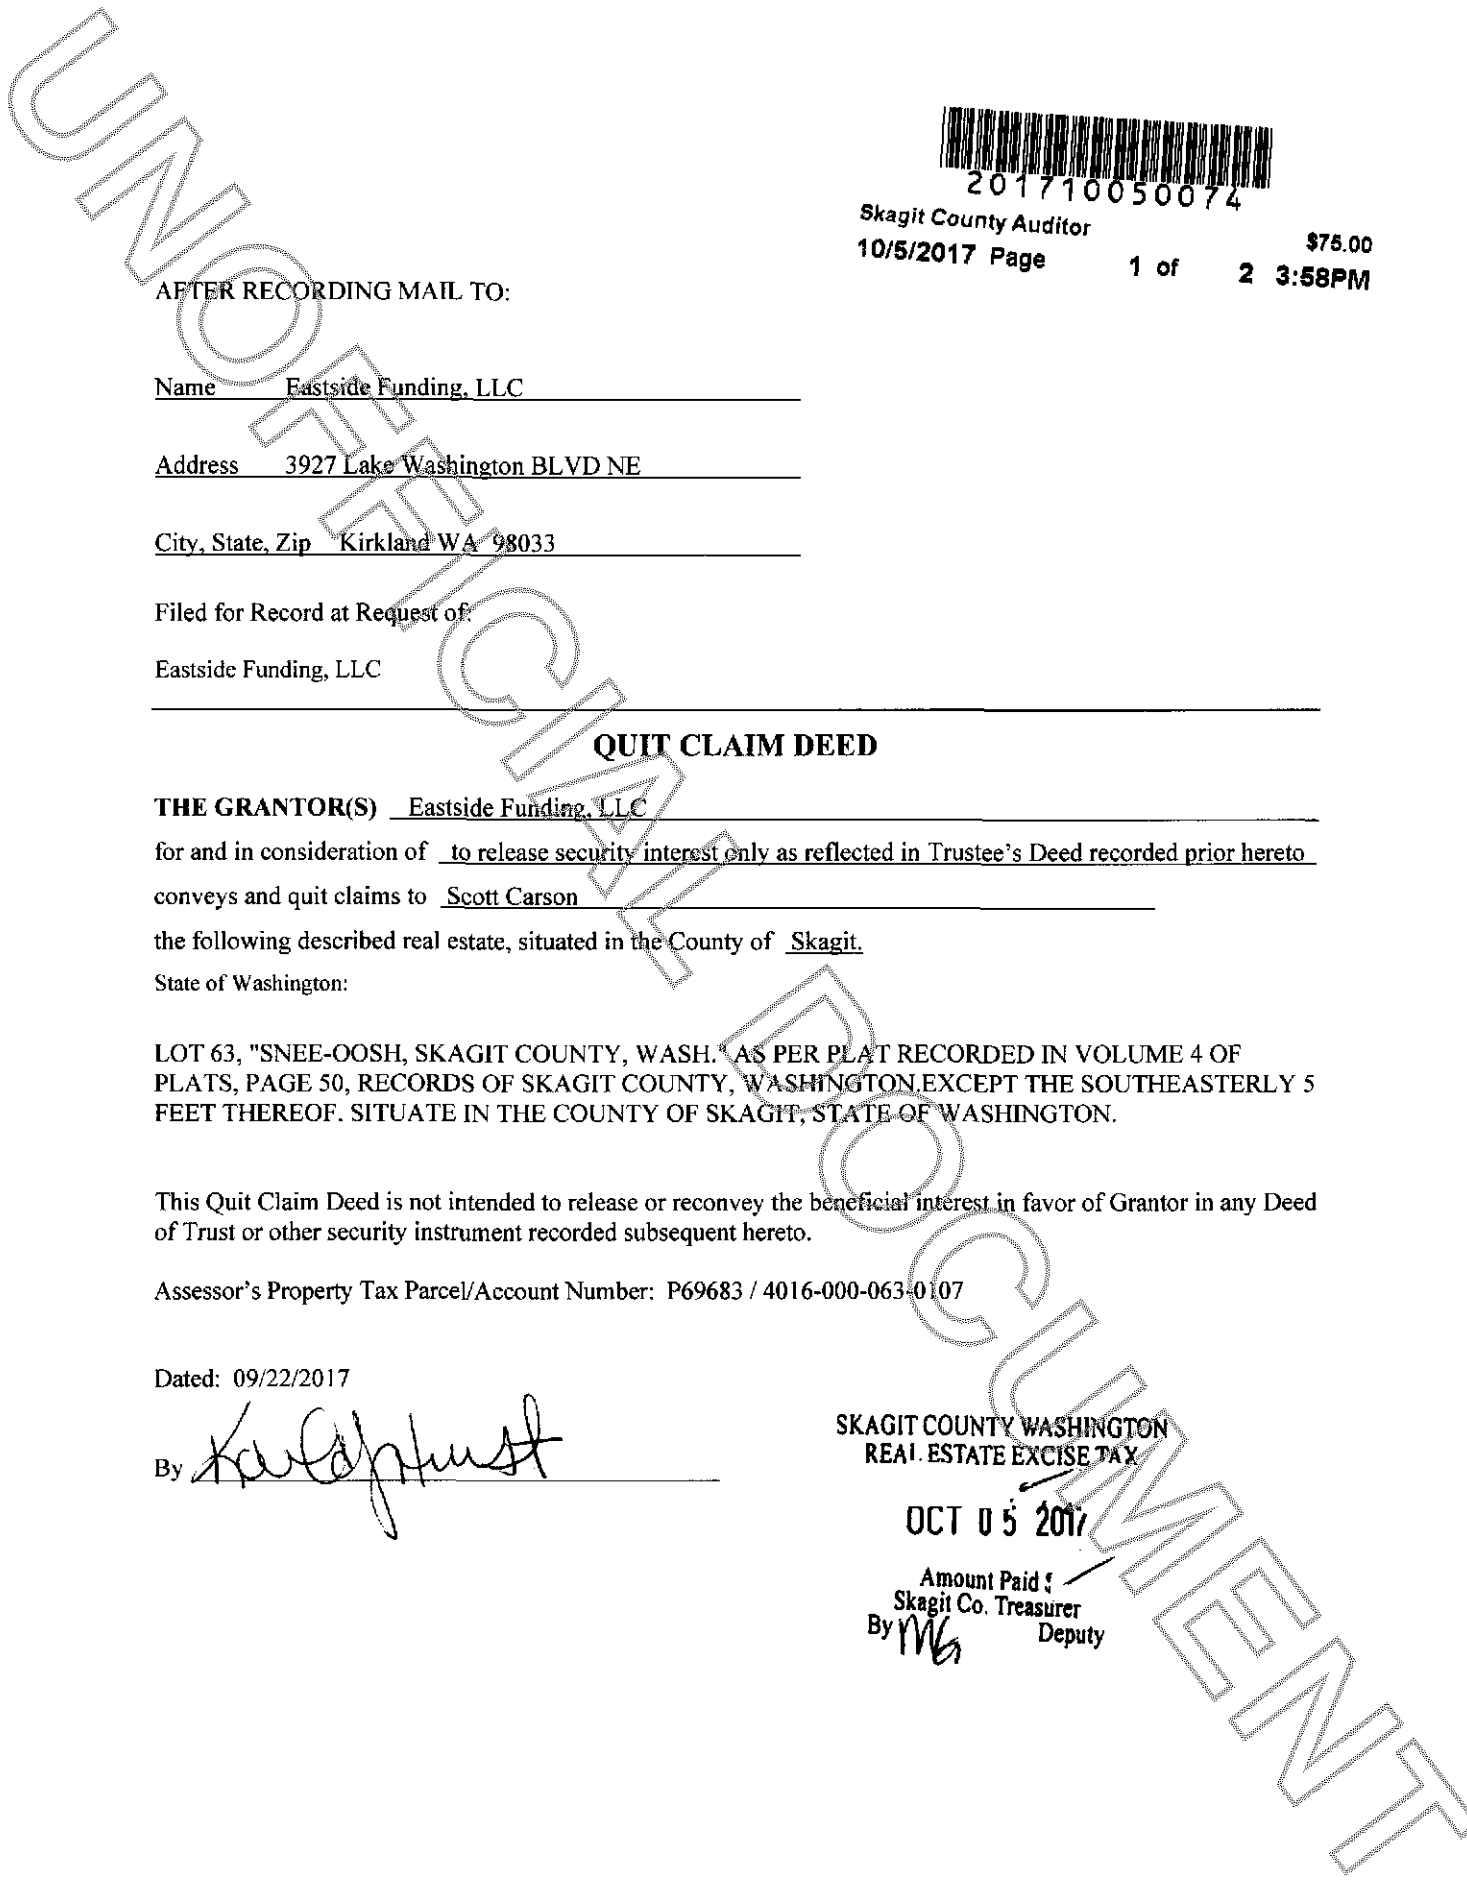 201710050074
Skagit County Auditor $75.00
10/5/2017 Page 1 of 2 3:58PM
AFTER RECORDING MAIL TO:
Name Eastside Funding, LLC
Address 3927 Lake Washington BLVD NE
City, State, Zip Kirkland WA 98033
Filed for Record at Request of:
Eastside Funding, LLC
QUIT CLAIM DEED
THE GRANTOR(S) Eastside Funding, LLC
for and in consideration of to release security interest only as reflected in Trustee's Deed recorded prior hereto
conveys and quit claims to Scott Carson
the following described real estate, situated in the County of Skagit.
State of Washington:
LOT 63, "SNEE-OOSH, SKAGIT COUNTY, WASH." AS PER PLAT RECORDED IN VOLUME 4 OF
PLATS, PAGE 50, RECORDS OF SKAGIT COUNTY, WASHINGTON.EXCEPT THE SOUTHEASTERLY 5
FEET THEREOF. SITUATE IN THE COUNTY OF SKAGIT, STATE OF WASHINGTON.
This Quit Claim Deed is not intended to release or reconvey the beneficial interest in favor of Grantor in any Deed
of Trust or other security instrument recorded subsequent hereto.
Assessor's Property Tax Parcel/Account Number: P69683 / 4016-000-063-0107
Dated: 09/22/2017
By
SKAGIT COUNTY WASHINGTON
REAL ESTATE EXCISE TAX
OCT 05 2017
Amount Paid $
Skagit Co. Treasurer
By MG Deputy
UNOFFICIAL DOCUMENT